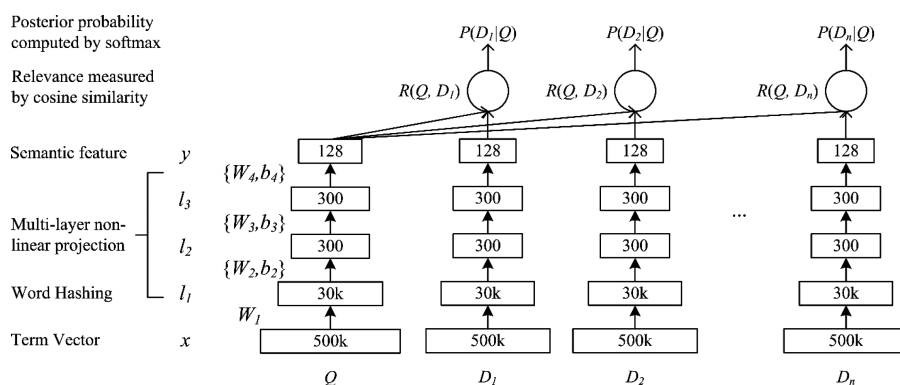 Posterior probability
computed by softmax
P(D₁|Q) P(D₂|Q) P(Dₙ|Q)
Relevance measured
by cosine similarity
R(Q, D₁) R(Q, D₂) R(Q, Dₙ)
Semantic feature y 128 128 128 128
{W₄,b₄}
l₃ 300 300 300 300
Multi-layer non-
linear projection
{W₃,b₃}
...
l₂ 300 300 300 300
{W₂,b₂}
Word Hashing l₁ 30k 30k 30k 30k
W₁
Term Vector x 500k 500k 500k 500k
Q D₁ D₂ Dₙ